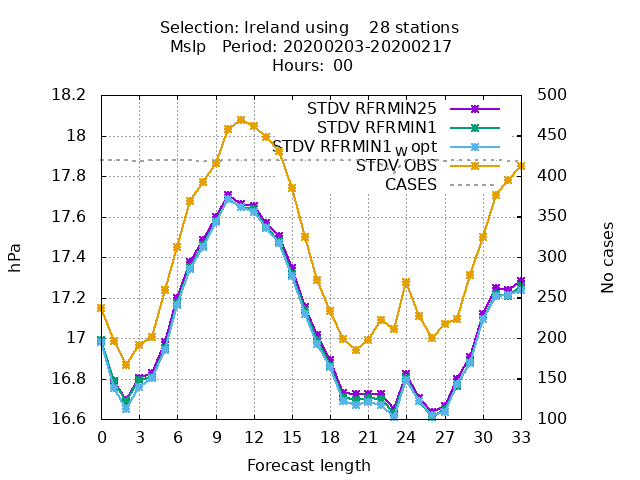 Selection: Ireland using    28 stations
Mslp   Period: 20200203-20200217
Hours:  00
18.2
18
17.8
17.6
17.4
17.2
17
16.8
16.6
hPa
500
450
400
350
300
250
200
150
100
No cases
STDV RFRMIN25
STDV RFRMIN1
STDV RFRMIN1_w opt
STDV OBS
CASES
0 3 6 9 12 15 18 21 24 27 30 33
Forecast length